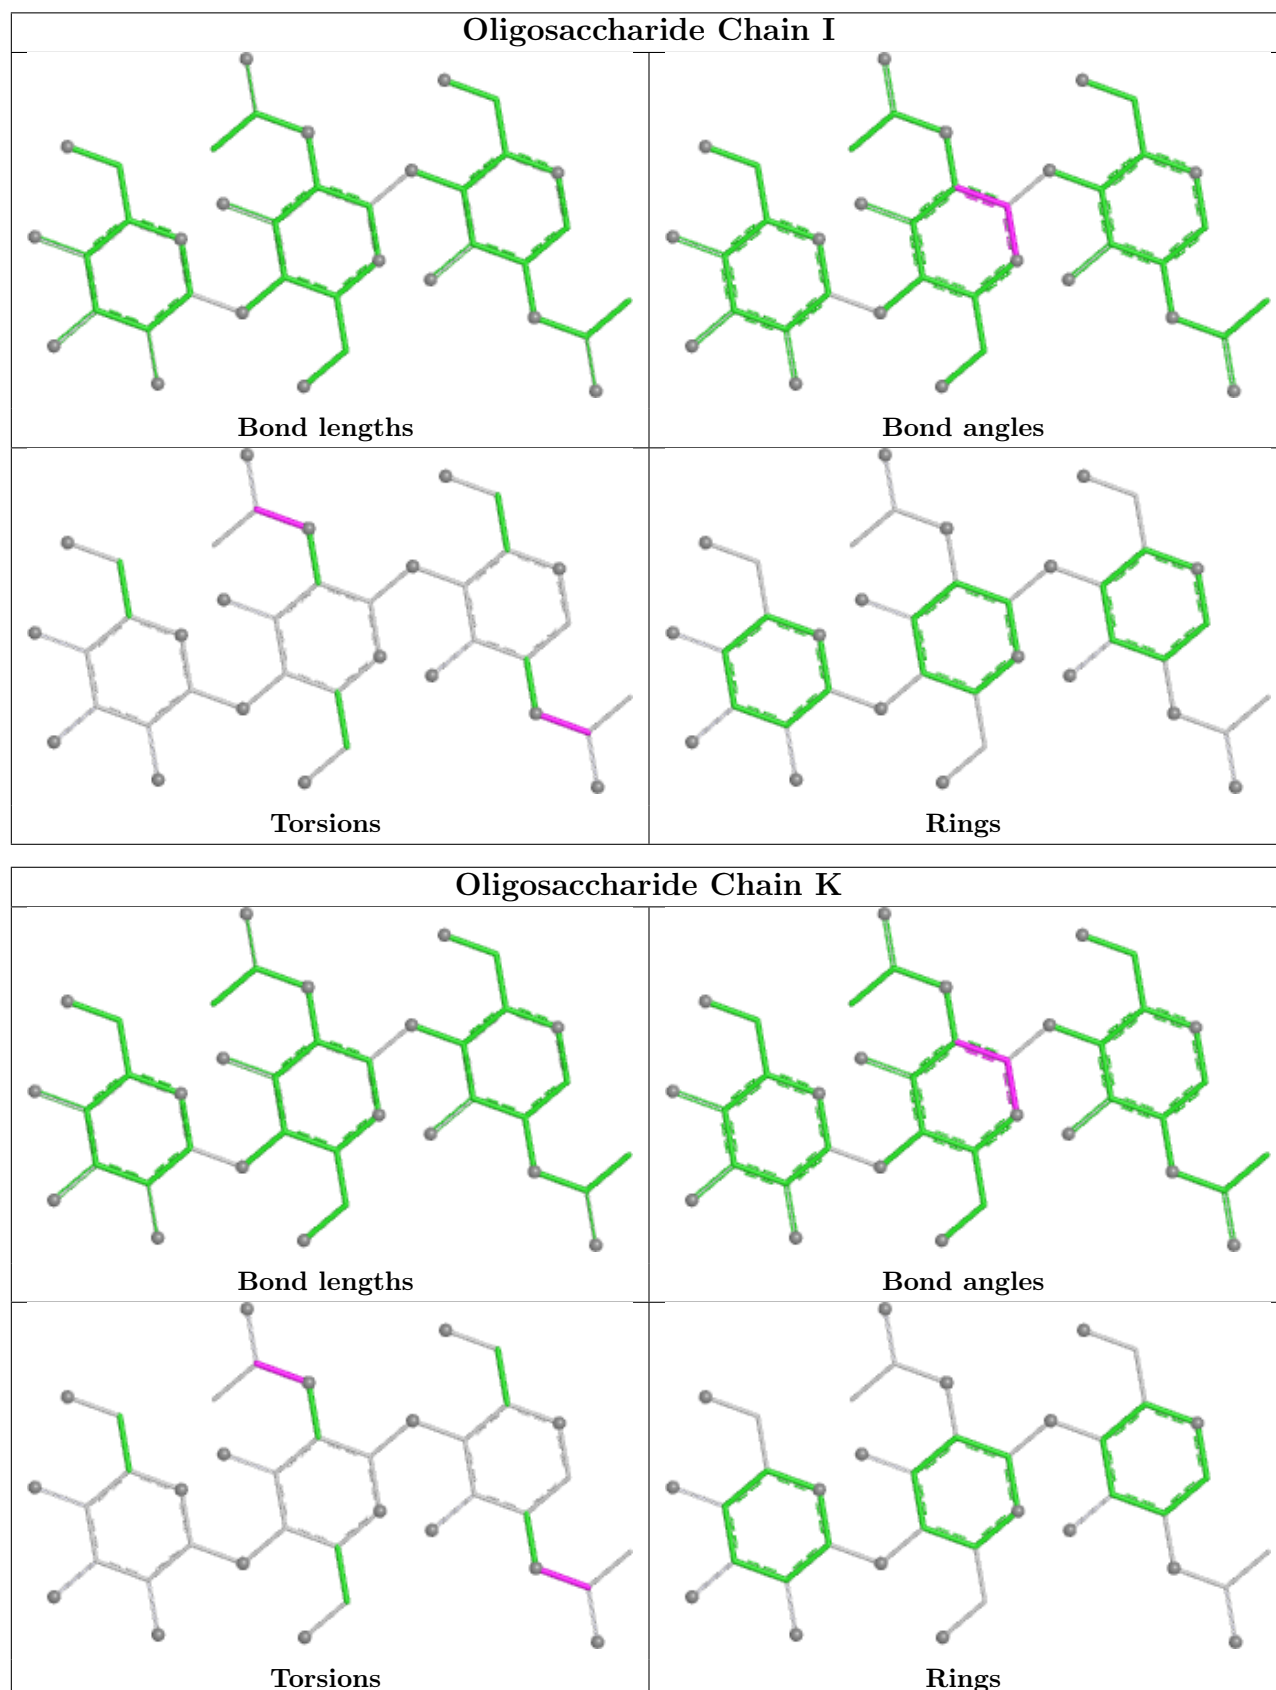 Oligosaccharide Chain I
Bond lengths
Bond angles
Torsions
Rings
Oligosaccharide Chain K
Bond lengths
Bond angles
Torsions
Rings